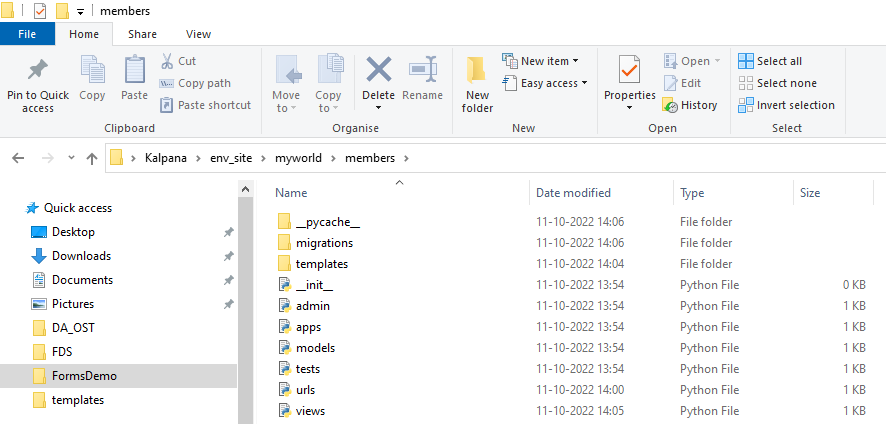 members
File Home Share View
Pin to Quick access
Copy
Paste
Cut
Copy path
Paste shortcut
Clipboard
Move to
Copy to
Delete
Rename
Organise
New folder
New item
Easy access
New
Properties
Open
Edit
History
Open
Select all
Select none
Invert selection
Select
Kalpana env_site myworld members
Quick access
Desktop
Downloads
Documents
Pictures
DA_OST
FDS
FormsDemo
templates
Name Date modified Type Size
__pycache__ 11-10-2022 14:06 File folder
migrations 11-10-2022 14:06 File folder
templates 11-10-2022 14:04 File folder
__init__ 11-10-2022 13:54 Python File 0 KB
admin 11-10-2022 13:54 Python File 1 KB
apps 11-10-2022 13:54 Python File 1 KB
models 11-10-2022 13:54 Python File 1 KB
tests 11-10-2022 13:54 Python File 1 KB
urls 11-10-2022 14:00 Python File 1 KB
views 11-10-2022 14:05 Python File 1 KB